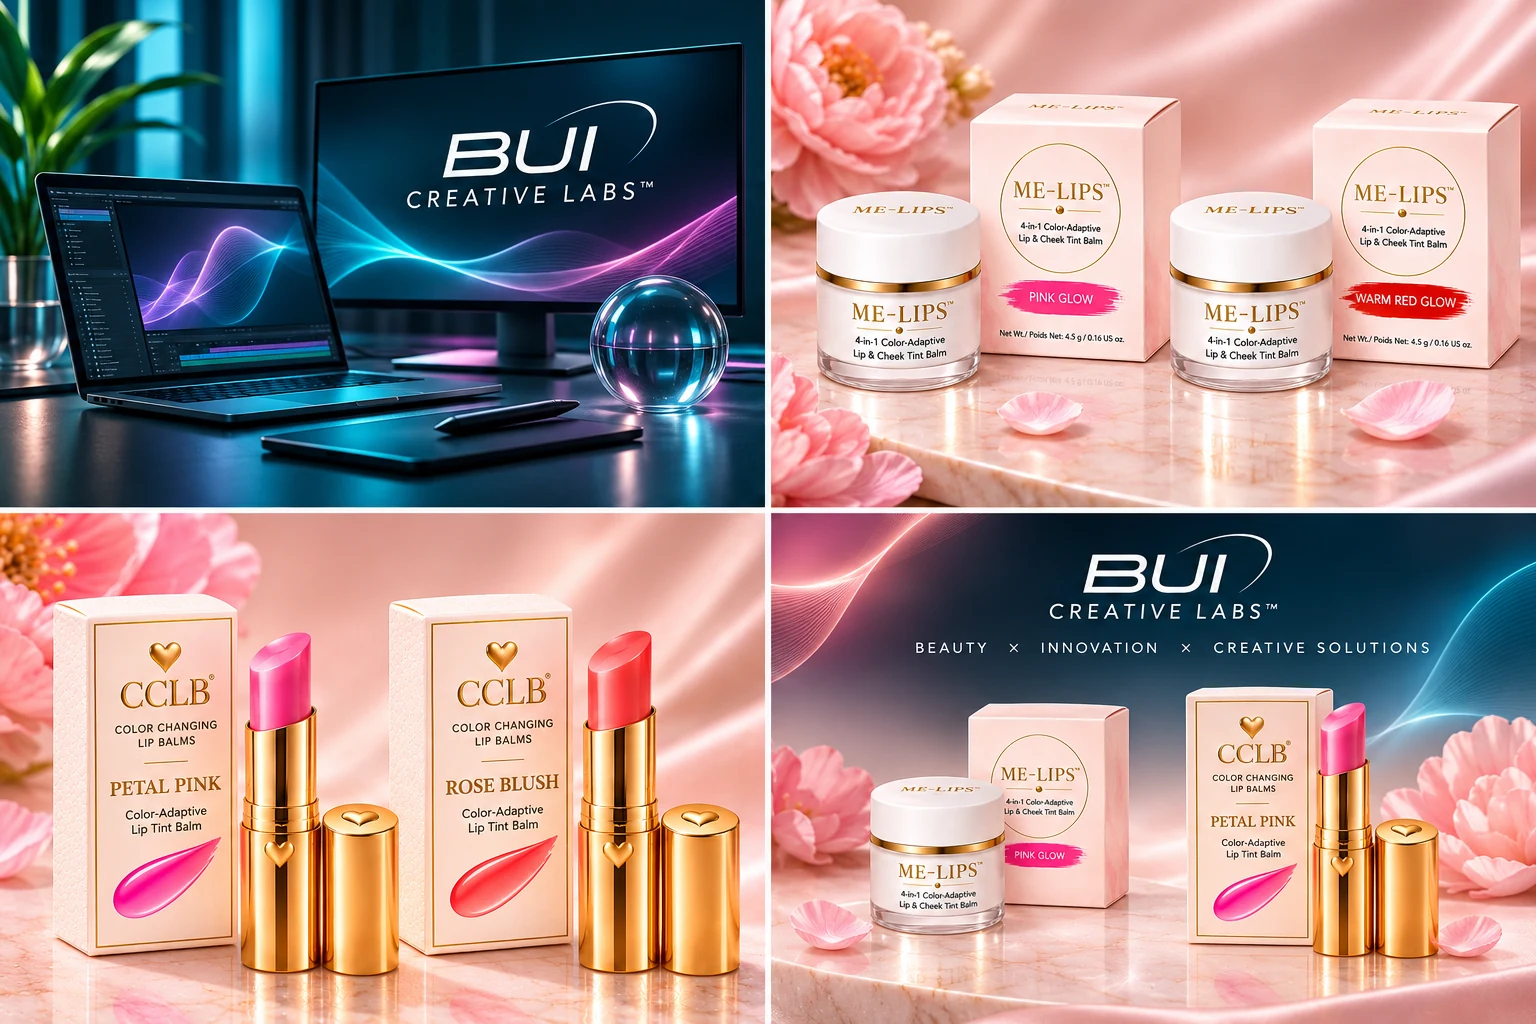 BUI
CREATIVE LABS™
ME-LIPS™
ME-LIPS™
4-in-1 Color-Adaptive
Lip & Cheek Tint Balm
PINK GLOW
Net Wt./ Poids Net: 4.5 g / 0.16 US oz.
ME-LIPS™
ME-LIPS™
4-in-1 Color-Adaptive
Lip & Cheek Tint Balm
ME-LIPS™
ME-LIPS™
4-in-1 Color-Adaptive
Lip & Cheek Tint Balm
WARM RED GLOW
Net Wt./ Poids Net: 4.5 g / 0.16 US oz.
ME-LIPS™
ME-LIPS™
4-in-1 Color-Adaptive
Lip & Cheek Tint Balm
CCLB®
COLOR CHANGING
LIP BALMS
PETAL PINK
Color-Adaptive
Lip Tint Balm
CCLB®
COLOR CHANGING
LIP BALMS
ROSE BLUSH
Color-Adaptive
Lip Tint Balm
BUI
CREATIVE LABS™
BEAUTY × INNOVATION × CREATIVE SOLUTIONS
ME-LIPS™
4-in-1 Color-Adaptive
Lip & Cheek Tint Balm
PINK GLOW
ME-LIPS™
ME-LIPS™
4-in-1 Color-Adaptive
Lip & Cheek Tint Balm
CCLB®
COLOR CHANGING
LIP BALMS
PETAL PINK
Color-Adaptive
Lip Tint Balm